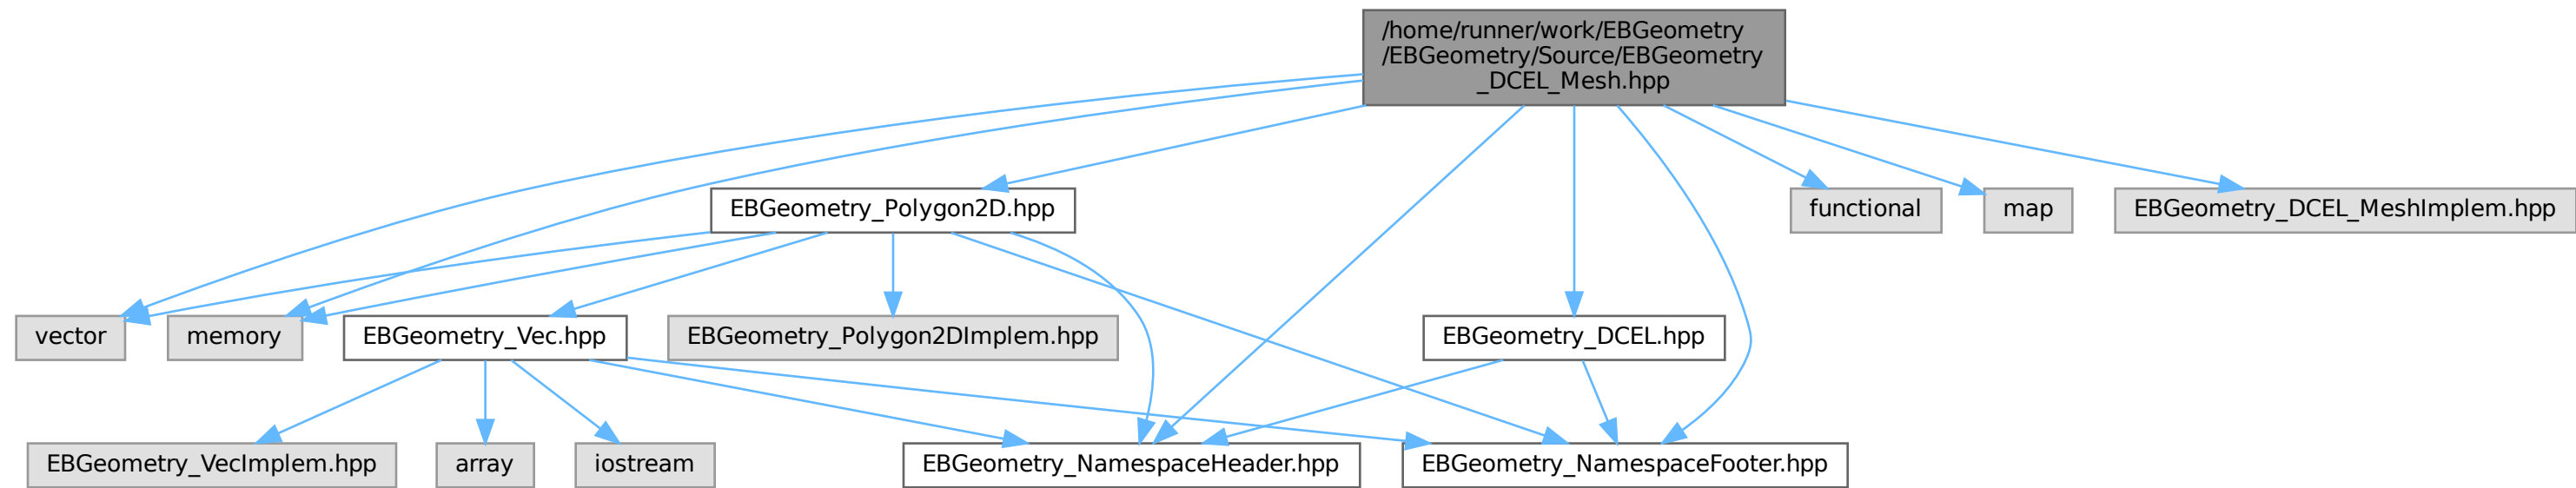 /home/runner/work/EBGeometry
/EBGeometry/Source/EBGeometry
_DCEL_Mesh.hpp
EBGeometry_Polygon2D.hpp
functional
map
EBGeometry_DCEL_MeshImplem.hpp
vector
memory
EBGeometry_Vec.hpp
EBGeometry_Polygon2DImplem.hpp
EBGeometry_DCEL.hpp
EBGeometry_VecImplem.hpp
array
iostream
EBGeometry_NamespaceHeader.hpp
EBGeometry_NamespaceFooter.hpp